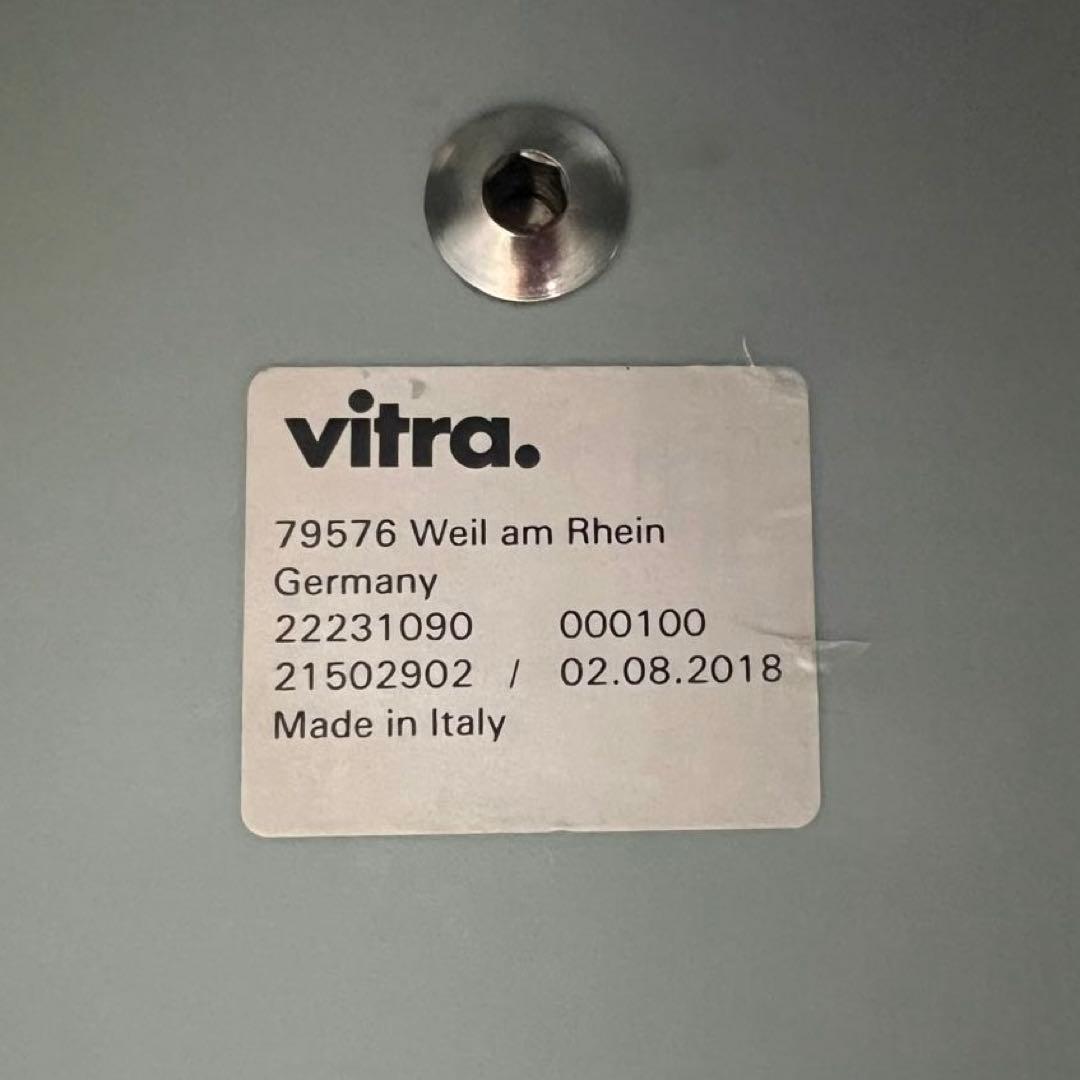 vitra.
79576 Weil am Rhein
Germany
22231090 000100
21502902 / 02.08.2018
Made in Italy